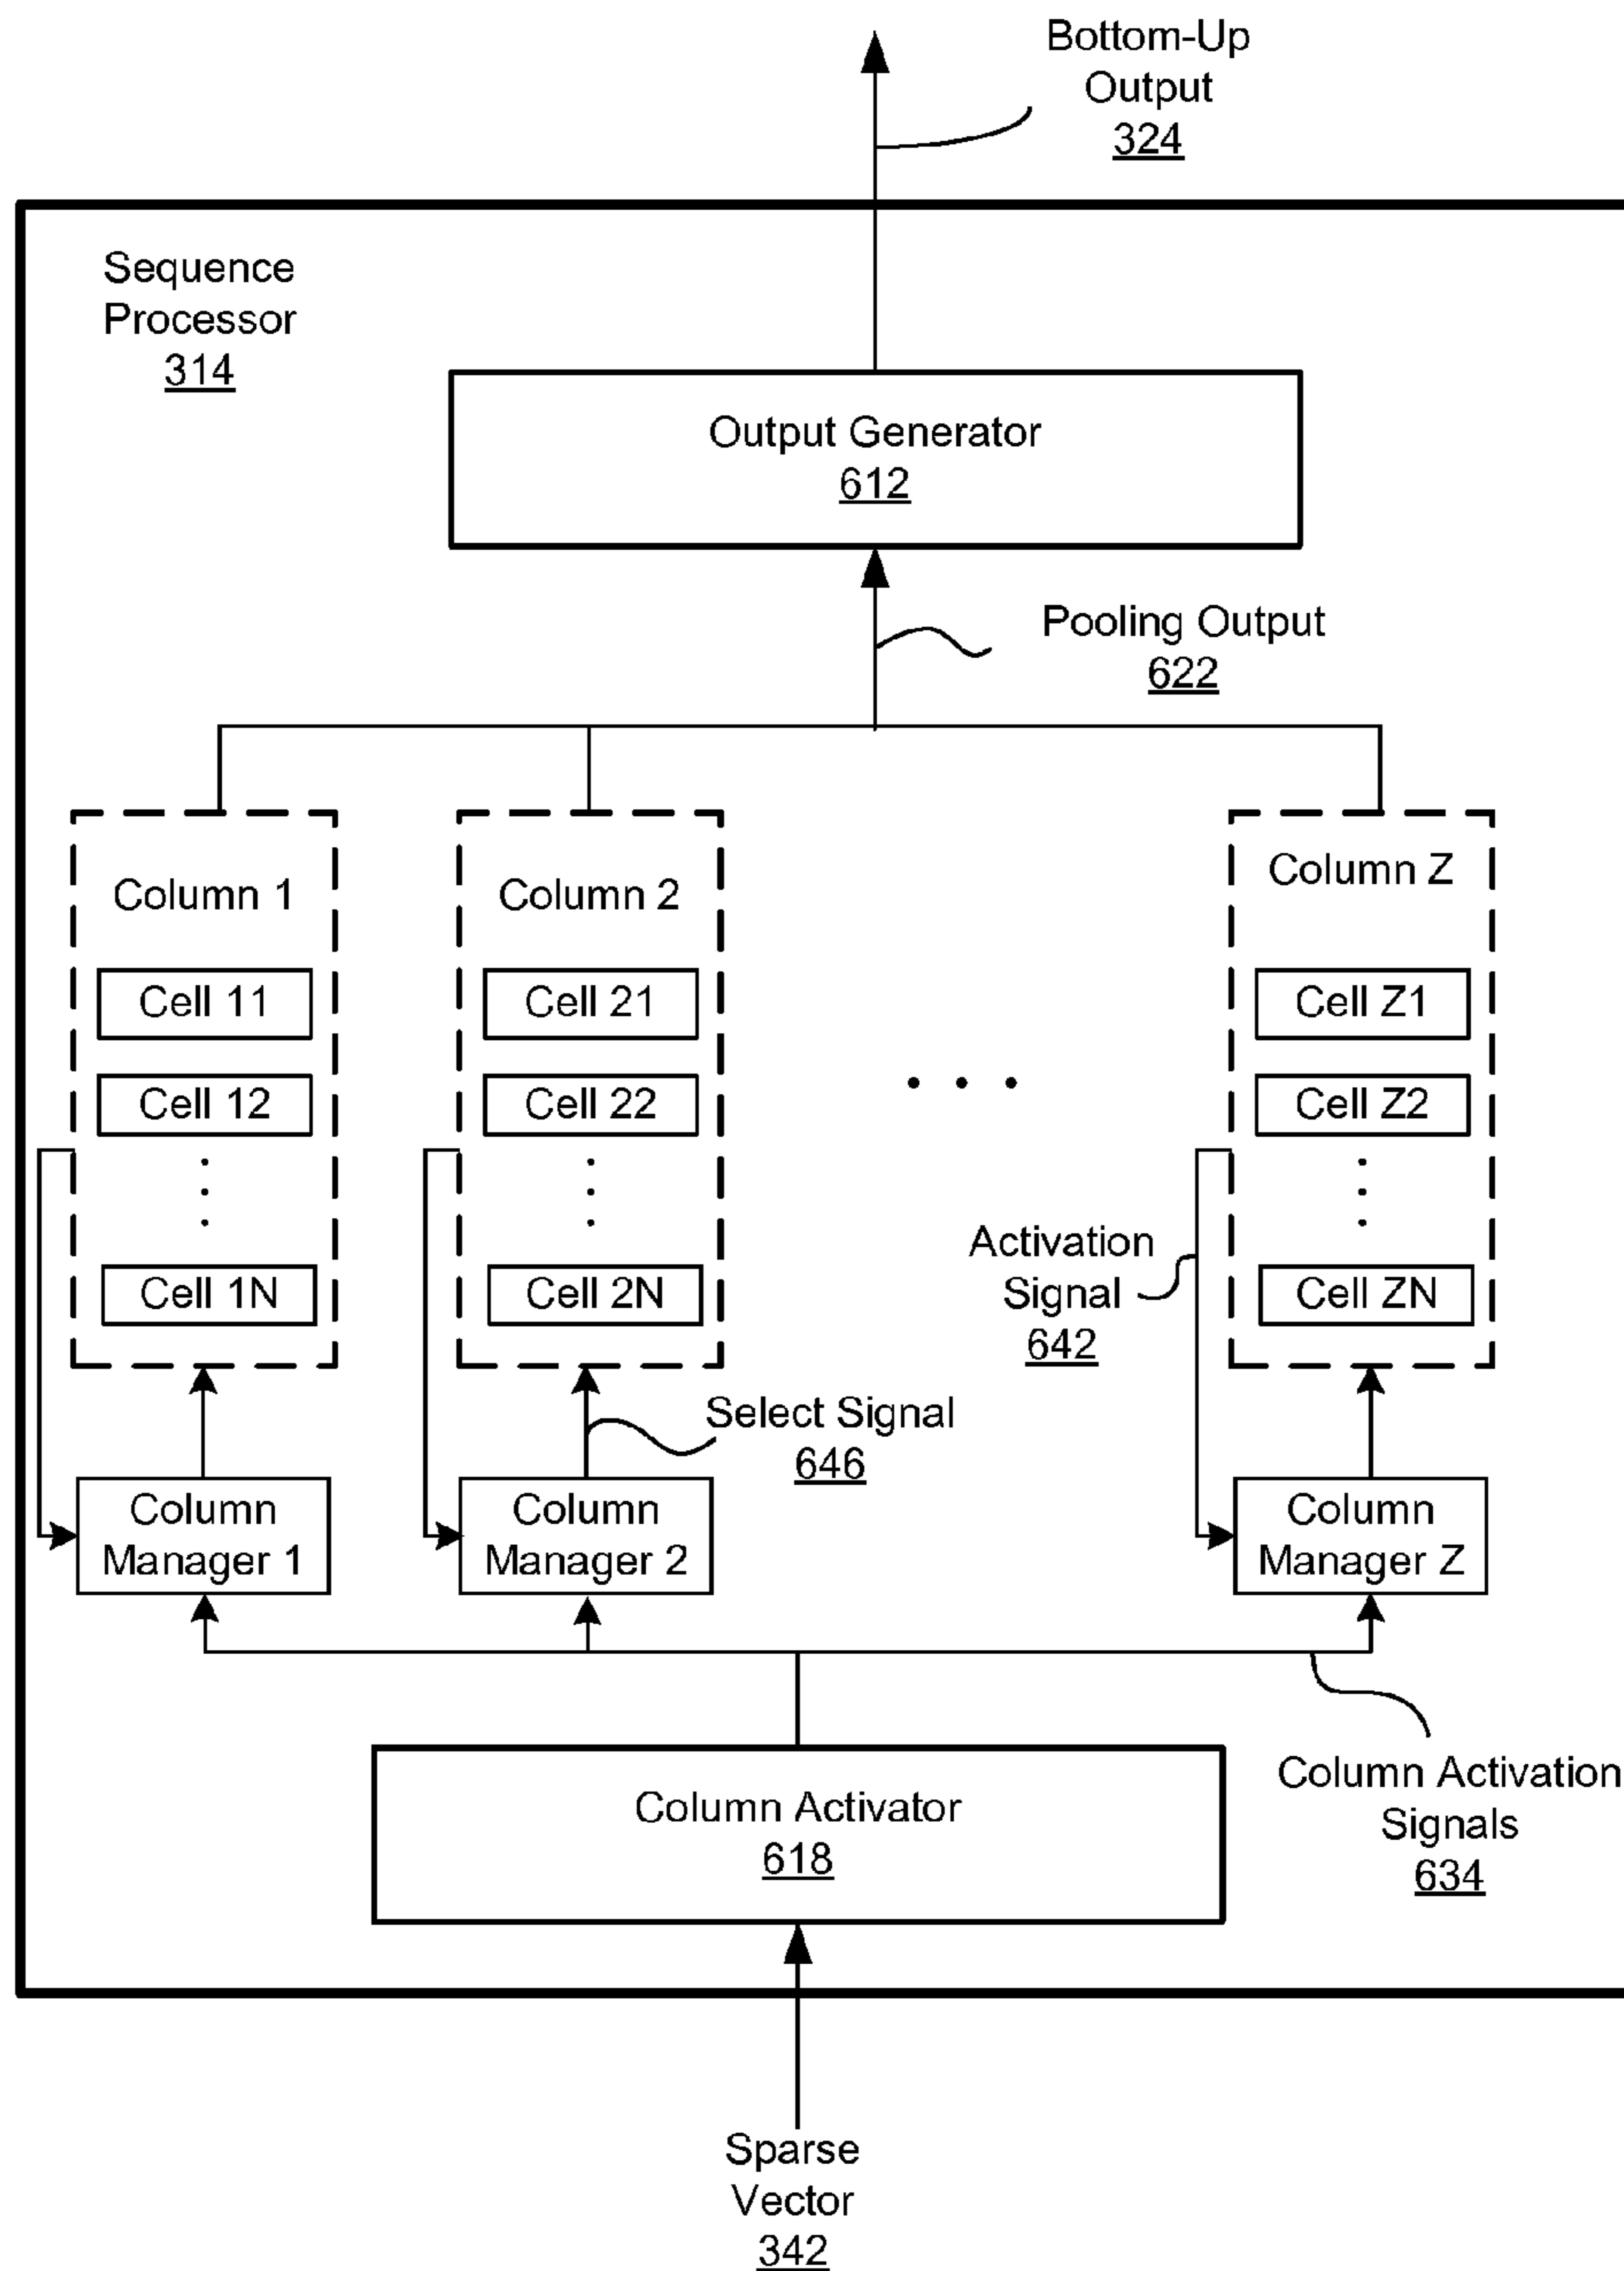 Bottom-Up
Output
324
Sequence
Processor
314
Output Generator
612
Pooling Output
622
Column 1
Column 2
Column Z
Cell 11
Cell 21
Cell Z1
Cell 12
Cell 22
Cell Z2
Activation
Signal
642
Cell 1N
Cell 2N
Cell ZN
Select Signal
646
Column
Manager 1
Column
Manager 2
Column
Manager Z
Column Activator
618
Column Activation
Signals
634
Sparse
Vector
342